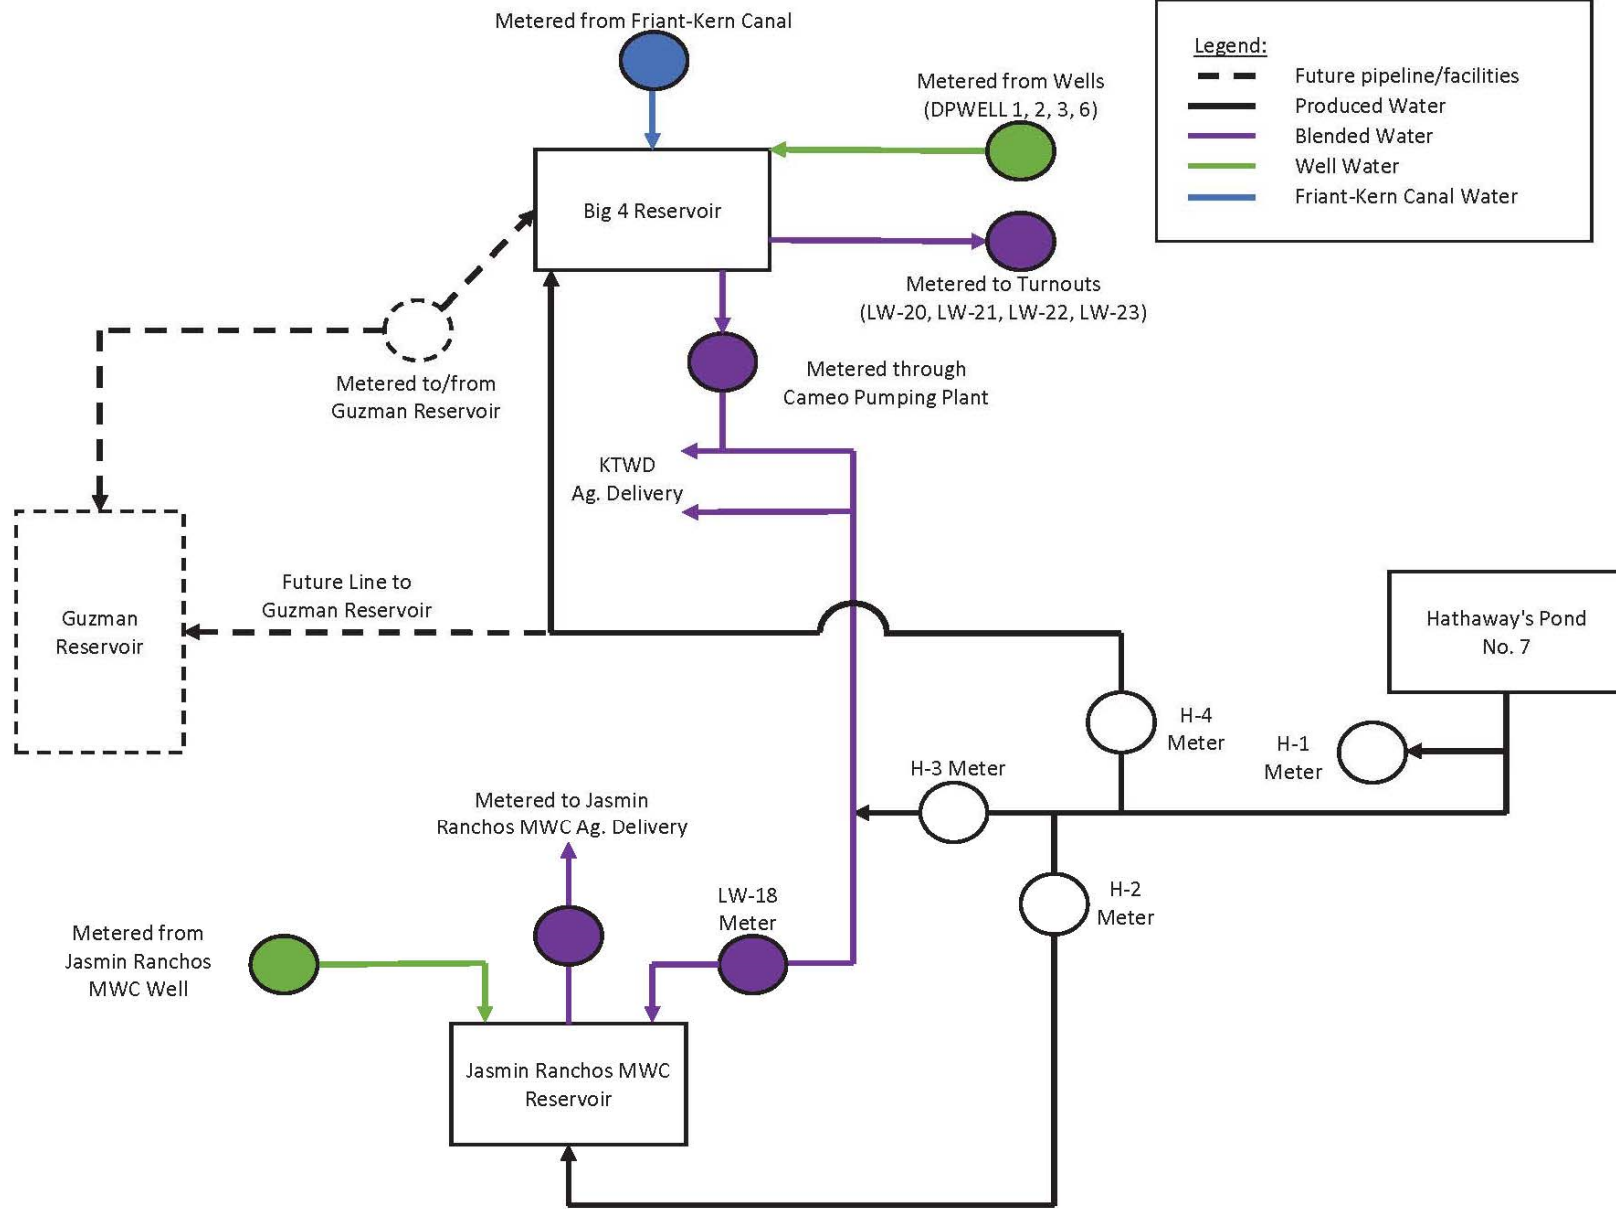 Metered from Friant-Kern Canal
Metered from Wells
(DPWELL 1, 2, 3, 6)
Legend:
Future pipeline/facilities
Produced Water
Blended Water
Well Water
Friant-Kern Canal Water
Big 4 Reservoir
Metered to Turnouts
(LW-20, LW-21, LW-22, LW-23)
Metered to/from
Guzman Reservoir
Metered through
Cameo Pumping Plant
KTWD
Ag. Delivery
Future Line to
Guzman Reservoir
Guzman
Reservoir
Hathaway's Pond
No. 7
H-4
Meter
H-1
Meter
H-3 Meter
Metered to Jasmin
Ranchos MWC Ag. Delivery
LW-18
Meter
H-2
Meter
Metered from
Jasmin Ranchos
MWC Well
Jasmin Ranchos MWC
Reservoir